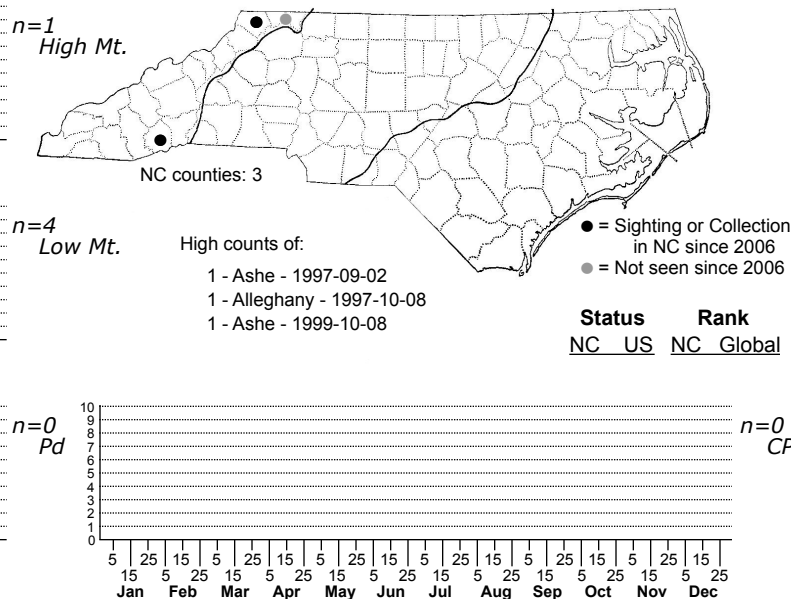 n=1
High Mt.
NC counties: 3
n=4
Low Mt.
High counts of:
1 - Ashe - 1997-09-02
1 - Alleghany - 1997-10-08
1 - Ashe - 1999-10-08
= Sighting or Collection
in NC since 2006
= Not seen since 2006
Status Rank
NC US NC Global
n=0
Pd
10
9
8
7
6
5
4
3
2
1
0
n=0
CP
5 25 15 5 25 15 5 25 15 5 25 15 5 25 15 5 25 15
15 5 25 15 5 25 15 5 25 15 5 25 15 5 25 15 5 25
Jan Feb Mar Apr May Jun Jul Aug Sep Oct Nov Dec